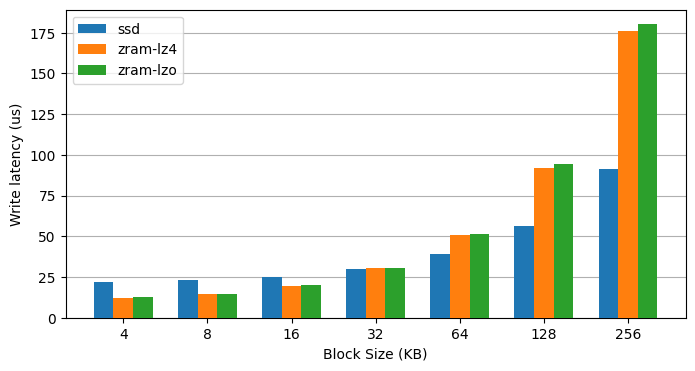 ssd
zram-lz4
zram-lzo
Write latency (us)
175
150
125
100
75
50
25
0
4 8 16 32 64 128 256
Block Size (KB)